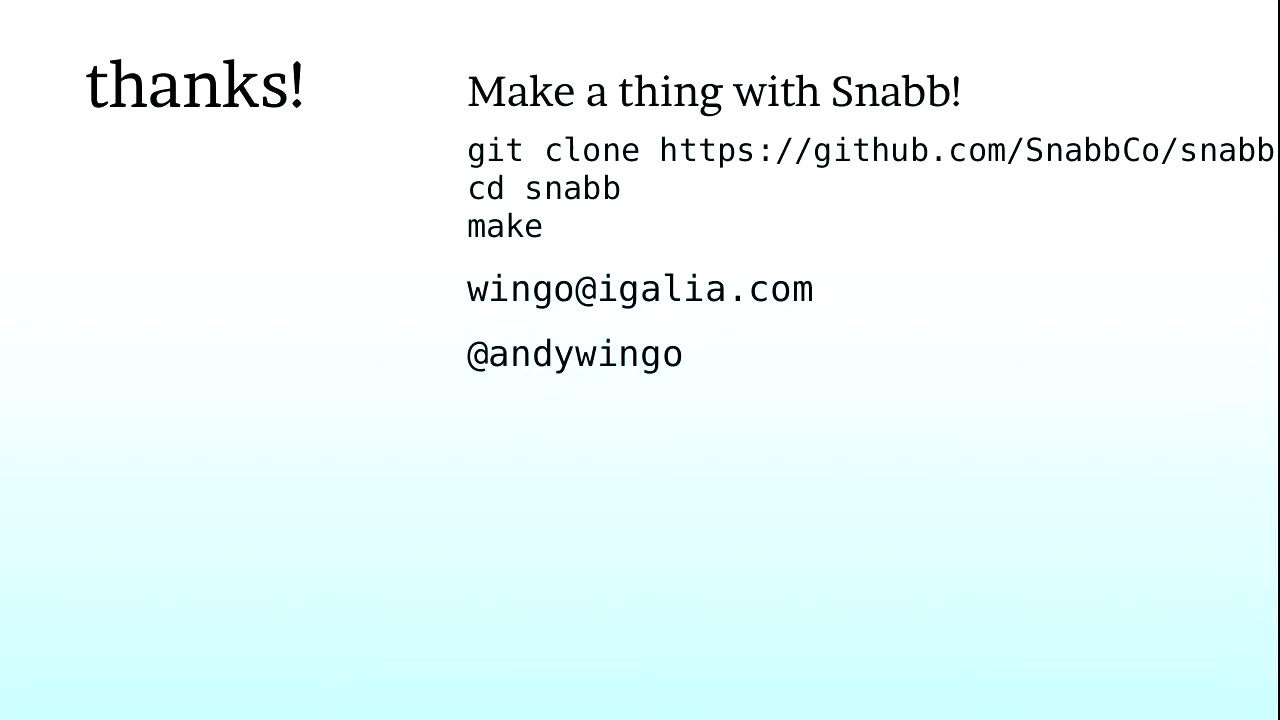 thanks!
Make a thing with Snabb!
git clone https://github.com/SnabbCo/snabb
cd snabb
make
wingo@igalia.com
@andywingo